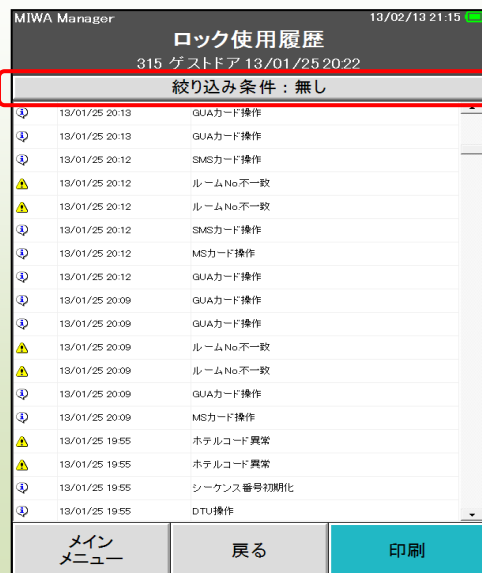 MIWA Manager 13/02/13 21:15
ロック使用履歴
315 ゲストドア 13/01/25 20:22
絞り込み条件：無し
13/01/25 20:13 GUAカード操作
13/01/25 20:13 GUAカード操作
13/01/25 20:12 SMSカード操作
13/01/25 20:12 ルームNo.不一致
13/01/25 20:12 ルームNo.不一致
13/01/25 20:12 SMSカード操作
13/01/25 20:12 MSカード操作
13/01/25 20:12 GUAカード操作
13/01/25 20:09 GUAカード操作
13/01/25 20:09 GUAカード操作
13/01/25 20:09 ルームNo.不一致
13/01/25 20:09 ルームNo.不一致
13/01/25 20:09 GUAカード操作
13/01/25 20:09 MSカード操作
13/01/25 19:55 ホテルコード異常
13/01/25 19:55 ホテルコード異常
13/01/25 19:55 シーケンス番号初期化
13/01/25 19:55 DTU操作
メイン
メニュー
戻る
印刷